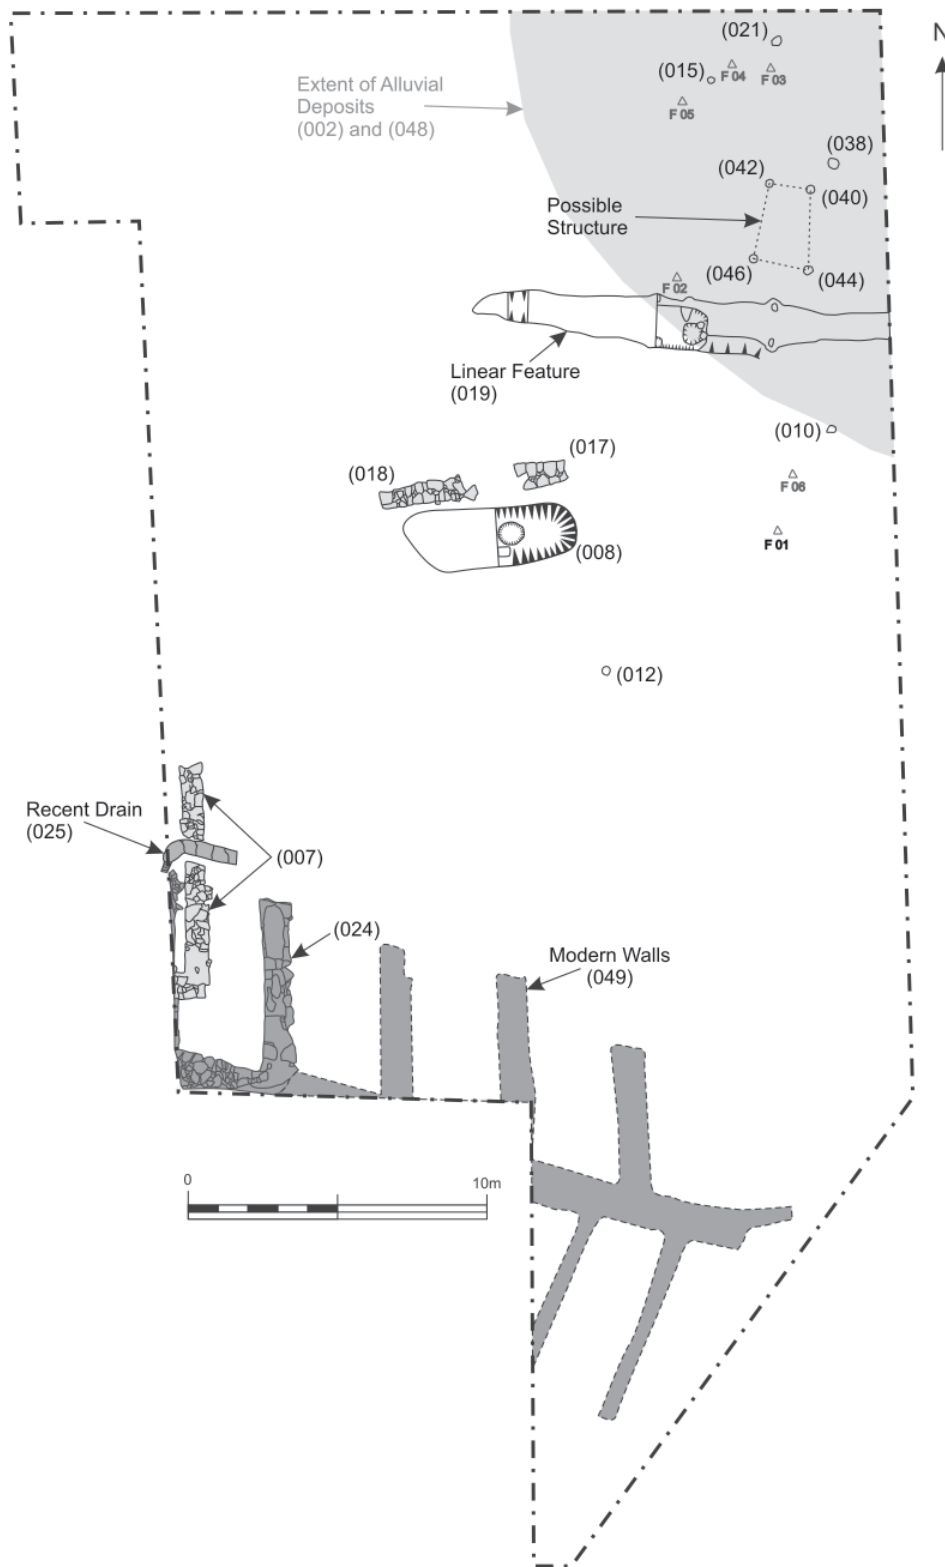 N
(021)
F 04
F 03
(015)
F 05
Extent of Alluvial
Deposits
(002) and (048)
(038)
(042)
(040)
Possible
Structure
(046)
(044)
F 02
Linear Feature
(019)
(010)
(017)
(018)
F 06
F 01
(008)
(012)
Recent Drain
(025)
(007)
(024)
Modern Walls
(049)
0
10m